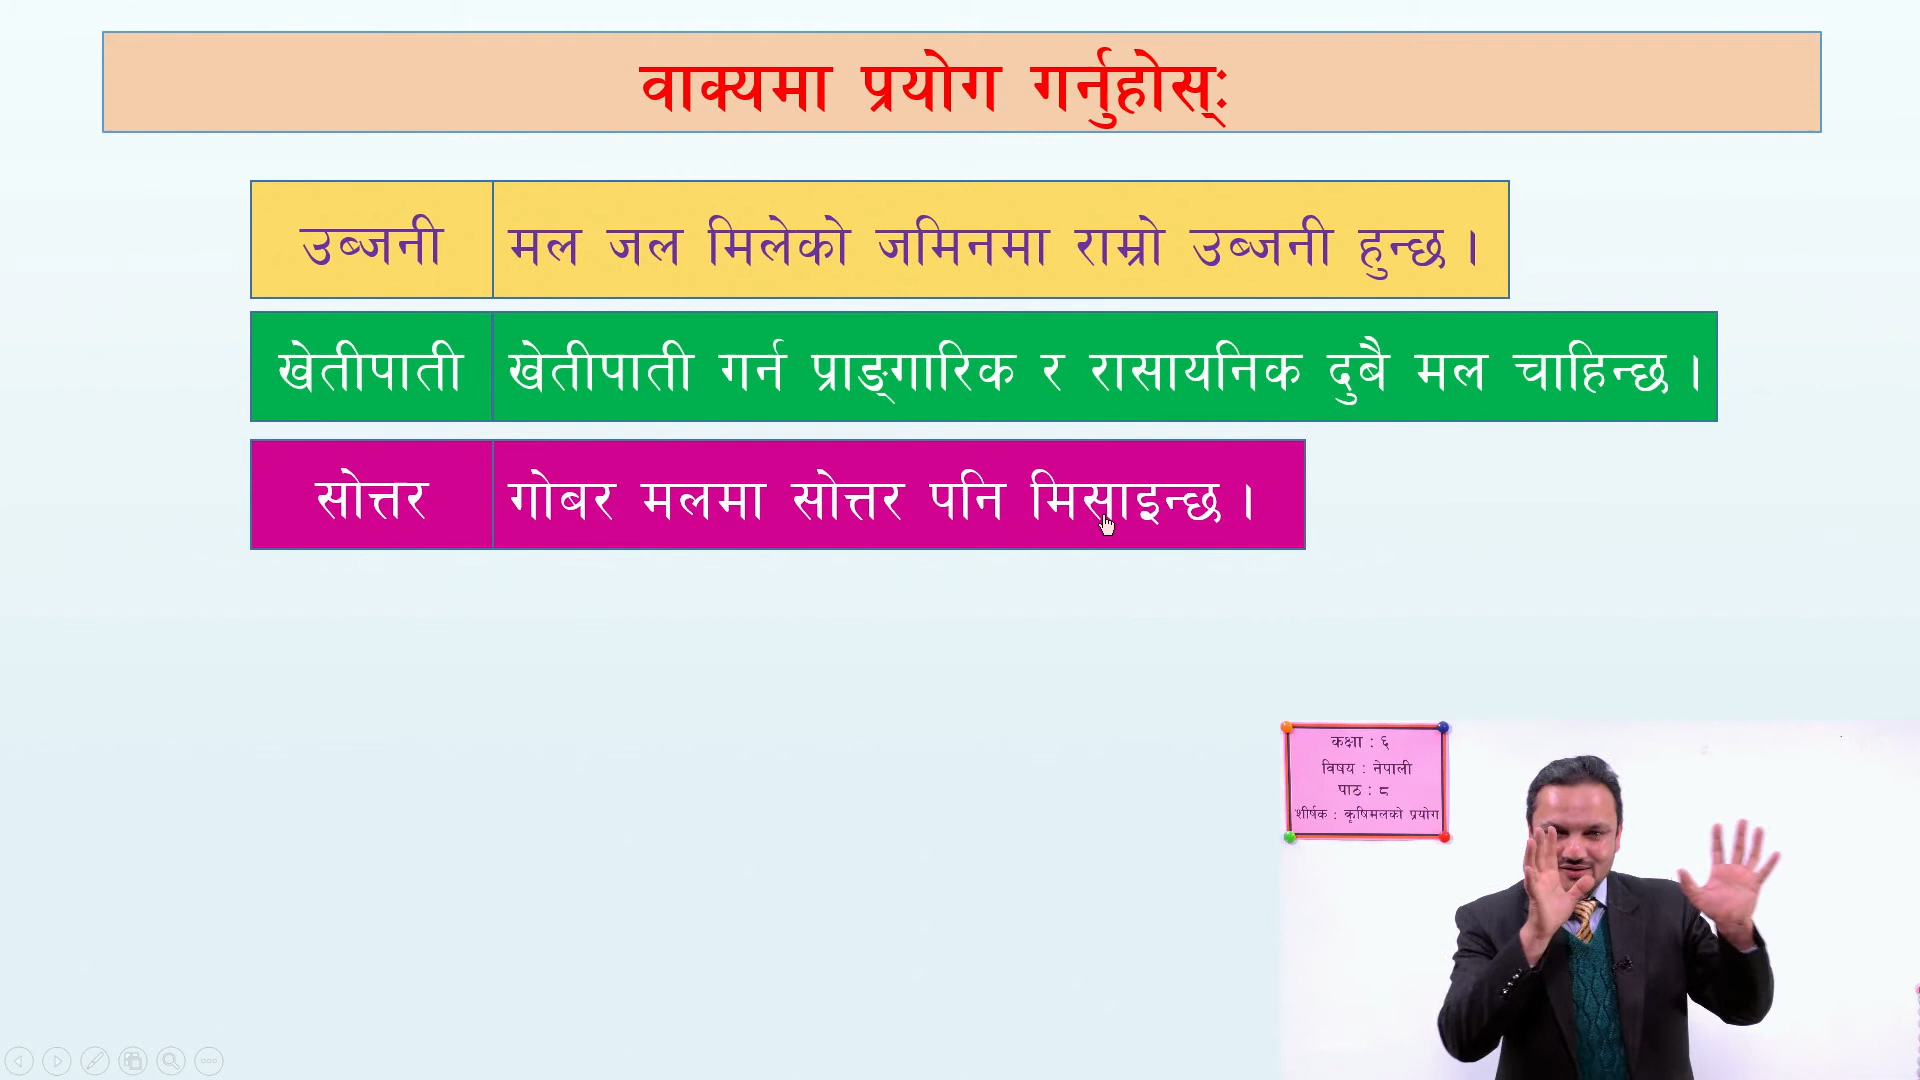 वाक्यमा प्रयोग गर्नुहोस्ः
उब्जनी मल जल मिलेको जमिनमा राम्रो उब्जनी हुन्छ ।
खेतीपाती खेतीपाती गर्न प्राङ्गारिक र रासायनिक दुबै मल चाहिन्छ ।
सोत्तर गोबर मलमा सोत्तर पनि मिसाइन्छ ।
कक्षा : ६
विषय : नेपाली
पाठ : ८
शीर्षक : कृषिमलको प्रयोग